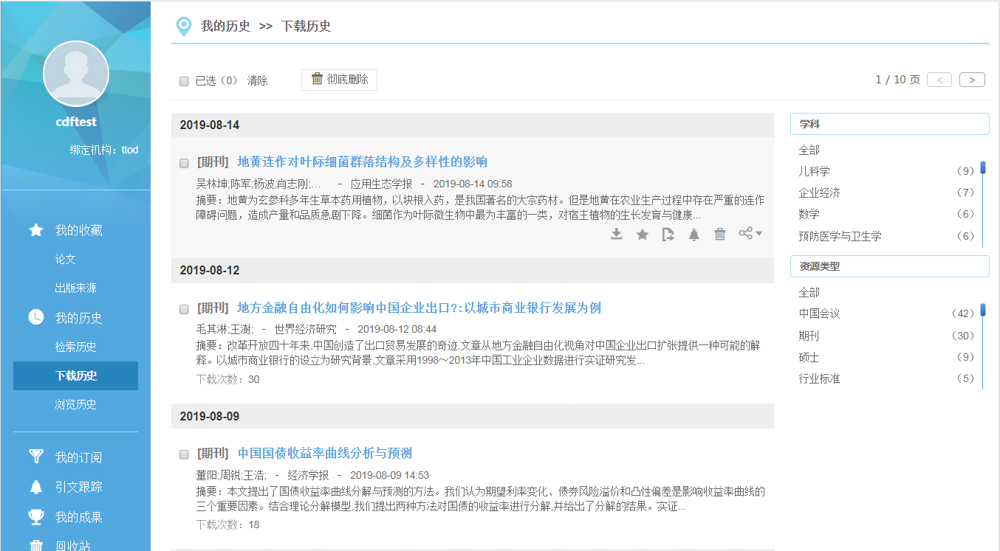 cdftest
绑定机构：ttod
我的收藏
论文
出版来源
我的历史
检索历史
下载历史
浏览历史
我的订阅
引文跟踪
我的成果
回收站
我的历史 >> 下载历史
已选（0） 清除 彻底删除
1 / 10 页 < >
2019-08-14
[期刊] 地黄连作对叶际细菌群落结构及多样性的影响
吴林坤;陈军;杨波;肖志刚;... - 应用生态学报 - 2019-08-14 09:58
摘要：地黄为玄参科多年生草本药用植物，以块根入药，是我国著名的大宗药材。但是地黄在农业生产过程中存在严重的连作
障碍问题，造成产量和品质急剧下降。细菌作为叶际微生物中最为丰富的一类，对宿主植物的生长发育与健康...
2019-08-12
[期刊] 地方金融自由化如何影响中国企业出口?:以城市商业银行发展为例
毛其淋;王澍; - 世界经济研究 - 2019-08-12 08:44
摘要：改革开放四十年来,中国创造了出口贸易发展的奇迹,文章从地方金融自由化视角对中国企业出口扩张提供一种可能的解
释。以城市商业银行的设立为研究背景,文章采用1998～2013年中国工业企业数据进行实证研究发...
下载次数：30
2019-08-09
[期刊] 中国国债收益率曲线分析与预测
董阳;周锐;王浩; - 经济学报 - 2019-08-09 14:53
摘要：本文提出了国债收益率曲线分解与预测的方法。我们认为期望利率变化、债券风险溢价和凸性偏差是影响收益率曲线的
三个重要因素。结合理论分解模型,我们提出两种方法对国债的收益率进行分解,并给出了分解的结果。实证...
下载次数：18
学科
全部
儿科学 （9）
企业经济 （7）
数学 （6）
预防医学与卫生学 （6）
资源类型
全部
中国会议 （42）
期刊 （30）
硕士 （9）
行业标准 （5）